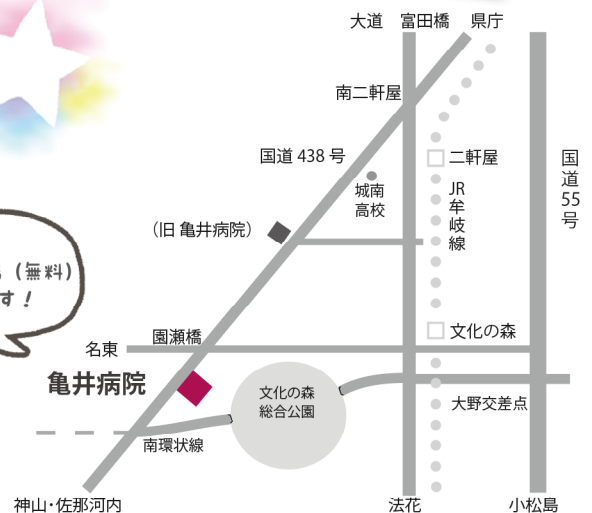 大道
富田橋
県庁
南二軒屋
国道 438 号
二軒屋
城南
高校
JR牟岐線
国道55号
（旧 亀井病院）
（無料）
す！
園瀬橋
文化の森
名東
亀井病院
文化の森
総合公園
大野交差点
南環状線
神山・佐那河内
法花
小松島